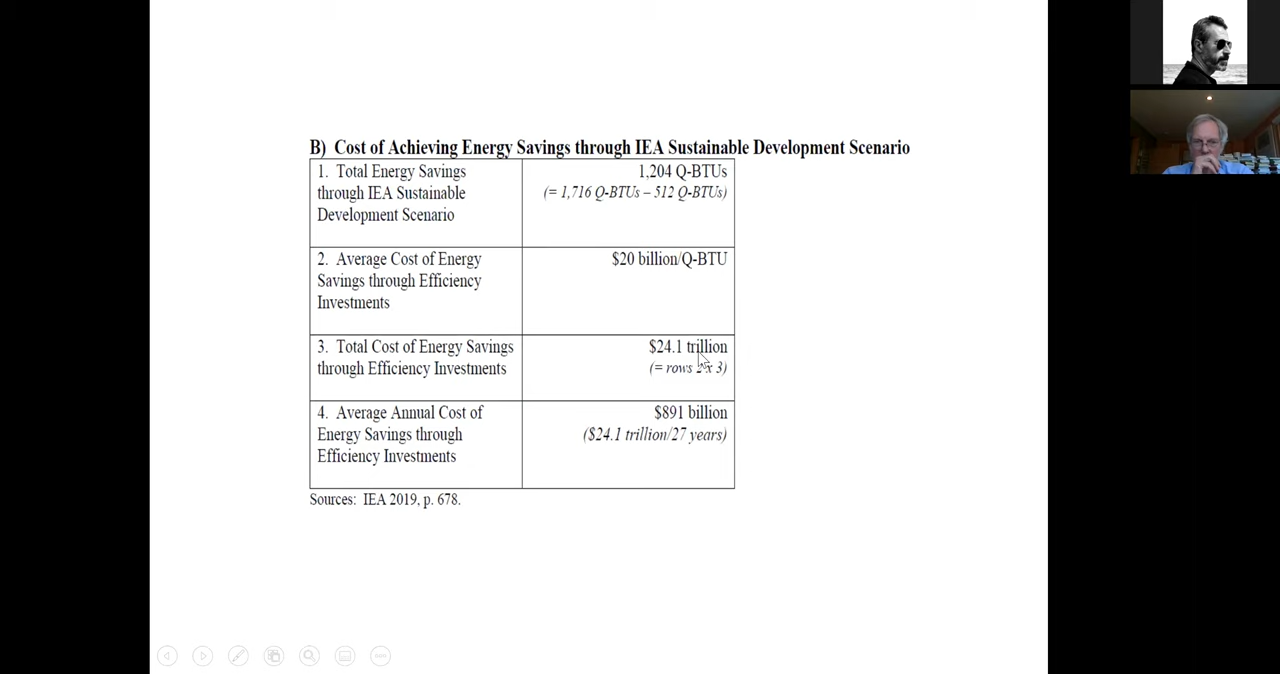 B) Cost of Achieving Energy Savings through IEA Sustainable Development Scenario
1. Total Energy Savings
through IEA Sustainable
Development Scenario
1,204 Q-BTUs
(= 1,716 Q-BTUs – 512 Q-BTUs)
2. Average Cost of Energy
Savings through Efficiency
Investments
$20 billion/Q-BTU
3. Total Cost of Energy Savings
through Efficiency Investments
$24.1 trillion
(= rows 2 x 3)
4. Average Annual Cost of
Energy Savings through
Efficiency Investments
$891 billion
($24.1 trillion/27 years)
Sources: IEA 2019, p. 678.